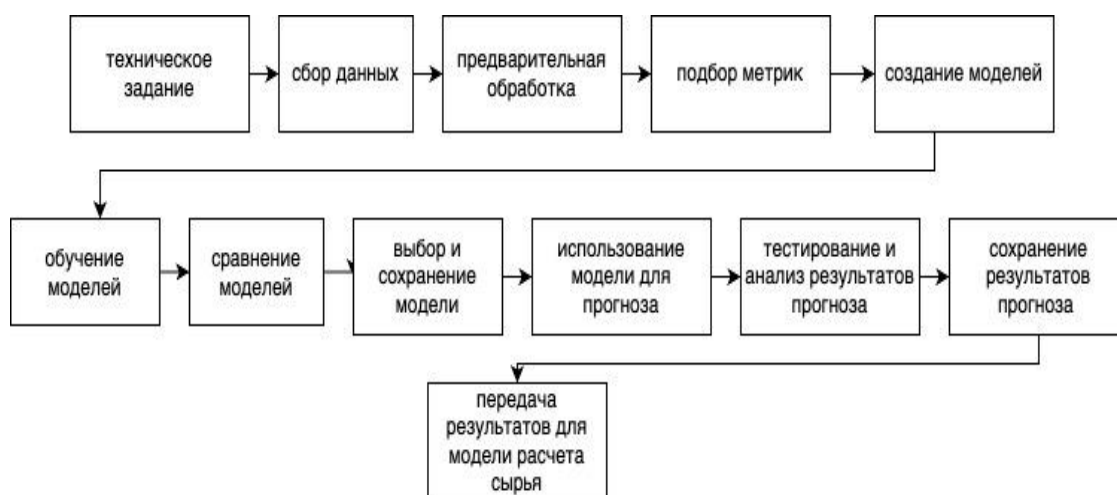 техническое
задание
сбор данных
предварительная
обработка
подбор метрик
создание моделей
обучение
моделей
сравнение
моделей
выбор и
сохранение
модели
использование
модели для
прогноза
тестирование и
анализ результатов
прогноза
сохранение
результатов
прогноза
передача
результатов для
модели расчета
сырья